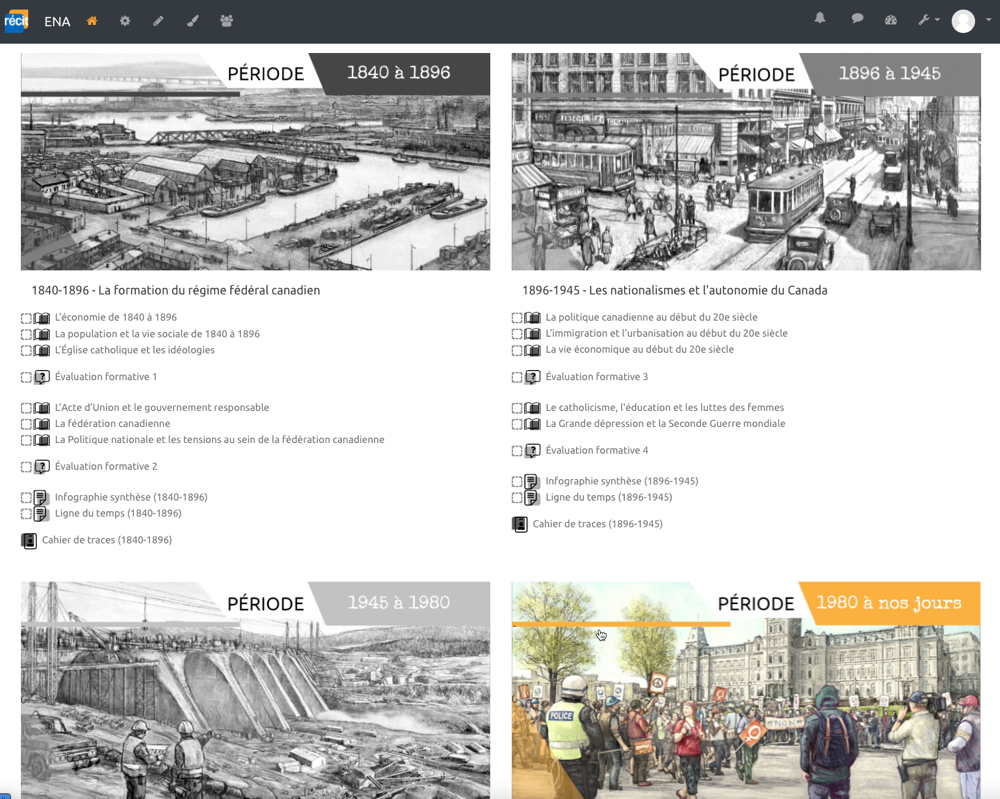 récit
ENA
PÉRIODE 1840 à 1896
1840-1896 - La formation du régime fédéral canadien
L'économie de 1840 à 1896
La population et la vie sociale de 1840 à 1896
L'Église catholique et les idéologies
Évaluation formative 1
L'Acte d'Union et le gouvernement responsable
La fédération canadienne
La Politique nationale et les tensions au sein de la fédération canadienne
Évaluation formative 2
Infographie synthèse (1840-1896)
Ligne du temps (1840-1896)
Cahier de traces (1840-1896)
PÉRIODE 1896 à 1945
1896-1945 - Les nationalismes et l'autonomie du Canada
La politique canadienne au début du 20e siècle
L'immigration et l'urbanisation au début du 20e siècle
La vie économique au début du 20e siècle
Évaluation formative 3
Le catholicisme, l'éducation et les luttes des femmes
La Grande dépression et la Seconde Guerre mondiale
Évaluation formative 4
Infographie synthèse (1896-1945)
Ligne du temps (1896-1945)
Cahier de traces (1896-1945)
PÉRIODE 1945 à 1980
PÉRIODE 1980 à nos jours
POLICE